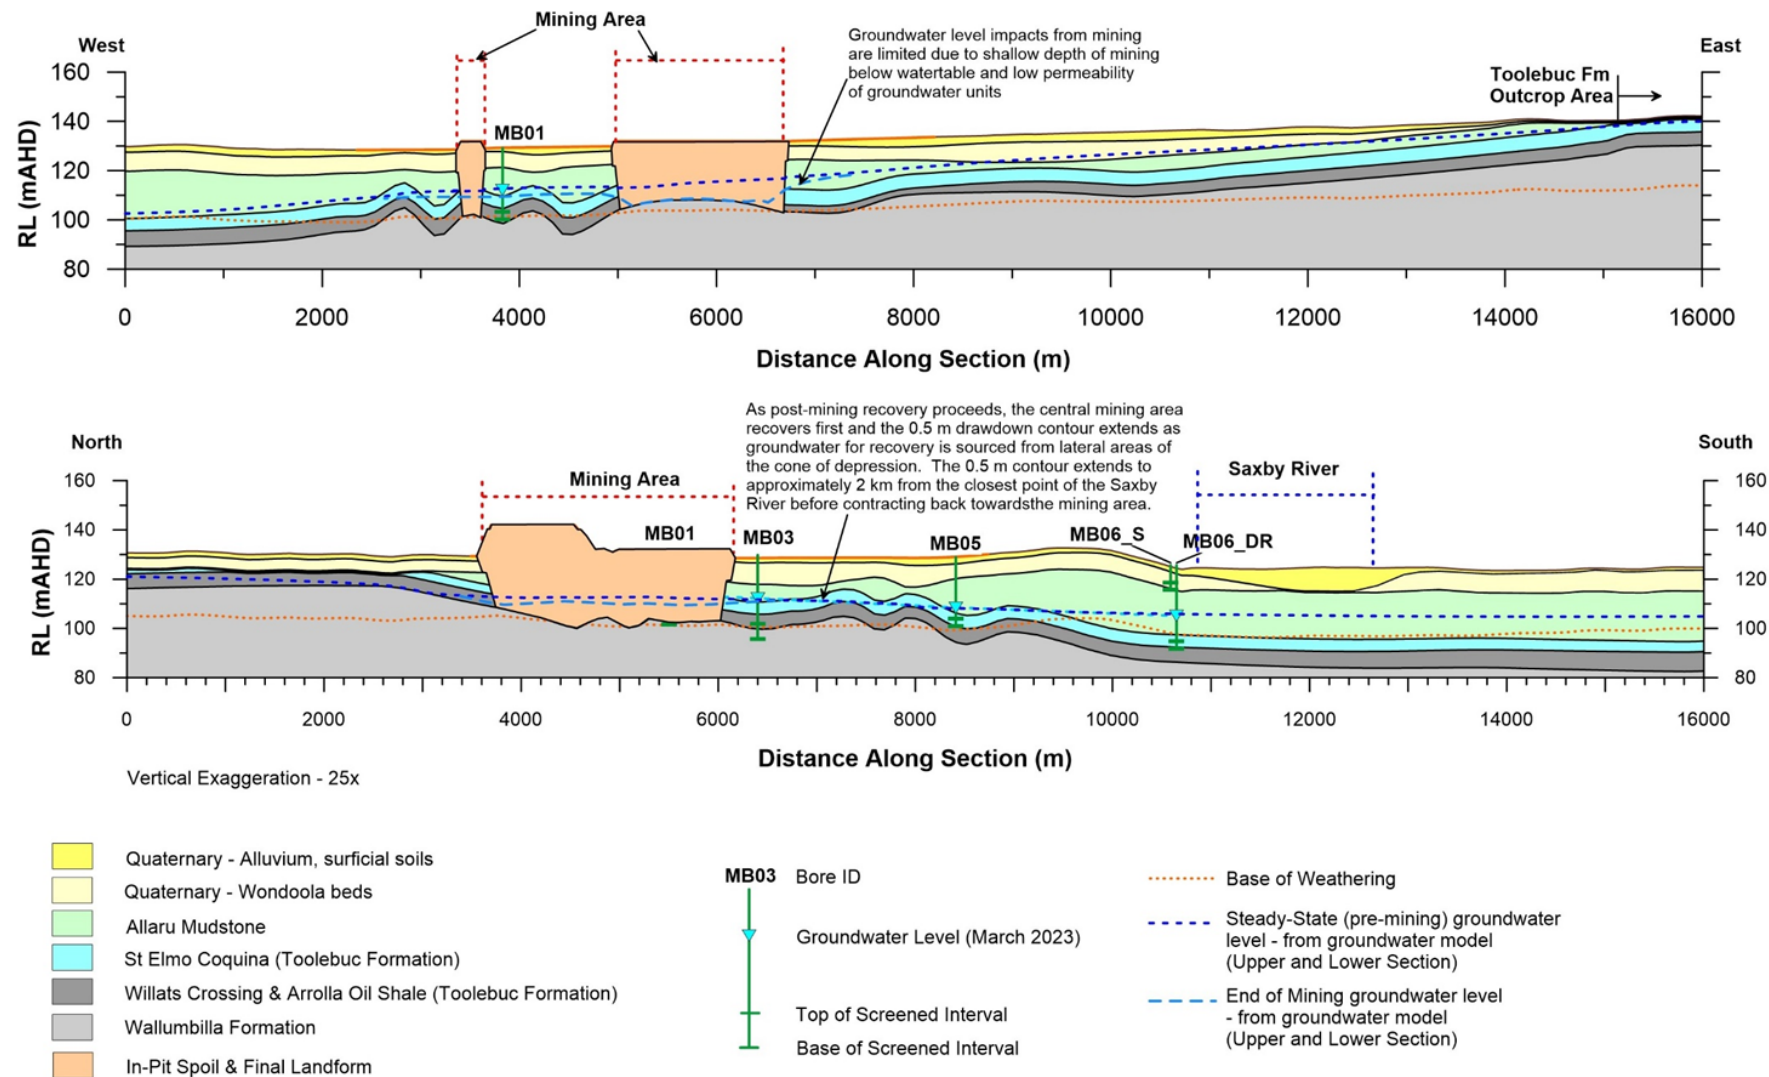 Mining Area
West
East
Groundwater level impacts from mining
are limited due to shallow depth of mining
below watertable and low permeability
of groundwater units
Toolebuc Fm
Outcrop Area
MB01
RL (mAHD)
160
140
120
100
80
0
2000
4000
6000
8000
10000
12000
14000
16000
Distance Along Section (m)
As post-mining recovery proceeds, the central mining area
recovers first and the 0.5 m drawdown contour extends as
groundwater for recovery is sourced from lateral areas of
the cone of depression. The 0.5 m contour extends to
approximately 2 km from the closest point of the Saxby
River before contracting back towardsthe mining area.
North
South
Mining Area
Saxby River
MB01
MB03
MB05
MB06_S
MB06_DR
RL (mAHD)
160
140
120
100
80
160
140
120
100
80
0
2000
4000
6000
8000
10000
12000
14000
16000
Distance Along Section (m)
Vertical Exaggeration - 25x
Quaternary - Alluvium, surficial soils
Quaternary - Wondoola beds
Allaru Mudstone
St Elmo Coquina (Toolebuc Formation)
Willats Crossing & Arrolla Oil Shale (Toolebuc Formation)
Wallumbilla Formation
In-Pit Spoil & Final Landform
MB03 Bore ID
Groundwater Level (March 2023)
Top of Screened Interval
Base of Screened Interval
Base of Weathering
Steady-State (pre-mining) groundwater
level - from groundwater model
(Upper and Lower Section)
End of Mining groundwater level
- from groundwater model
(Upper and Lower Section)